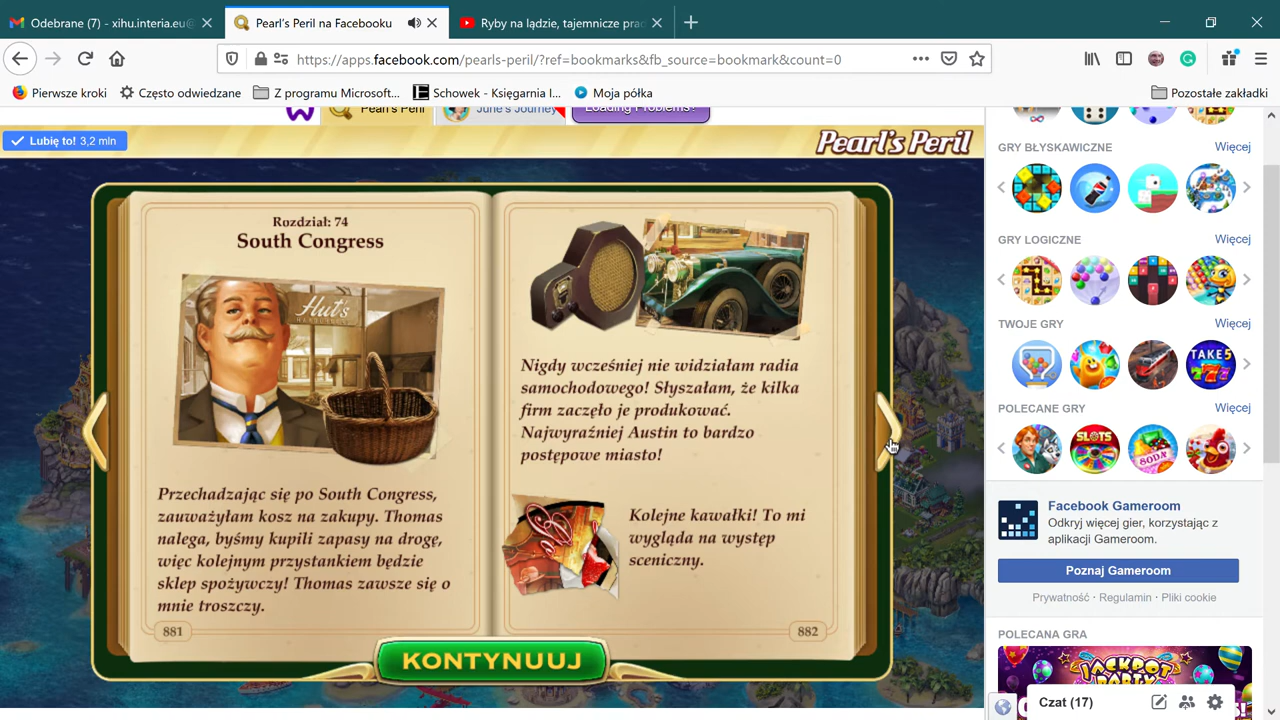 Odebrane (7) - xihu.interia.eu@
Pearl's Peril na Facebooku
Ryby na lądzie, tajemnicze prac
https://apps.facebook.com/pearls-peril/?ref=bookmarks&fb_source=bookmark&count=0
Pierwsze kroki
Często odwiedzane
Z programu Microsoft...
Schowek - Księgarnia I...
Moja półka
Pozostałe zakładki
Pearl's Peril
June's Journey
Loading Problems?
Lubię to! 3,2 mln
Pearl's Peril
Rozdział: 74
South Congress
Hut's
Przechadzając się po South Congress,
zauważyłam kosz na zakupy. Thomas
nalega, byśmy kupili zapasy na drogę,
więc kolejnym przystankiem będzie
sklep spożywczy! Thomas zawsze się o
mnie troszczy.
881
Nigdy wcześniej nie widziałam radia
samochodowego! Słyszałam, że kilka
firm zaczęło je produkować.
Najwyraźniej Austin to bardzo
postępowe miasto!
Kolejne kawałki! To mi
wygląda na występ
sceniczny.
882
KONTYNUUJ
GRY BŁYSKAWICZNE
Więcej
GRY LOGICZNE
Więcej
TWOJE GRY
Więcej
TAKE5
POLECANE GRY
Więcej
SLOTS
SODA
Facebook Gameroom
Odkryj więcej gier, korzystając z
aplikacji Gameroom.
Poznaj Gameroom
Prywatność · Regulamin · Pliki cookie
POLECANA GRA
JACKPOT
PARTY
Czat (17)